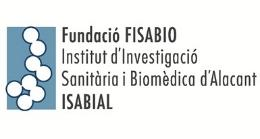 Fundació FISABIO
Institut d'Investigació
Sanitària i Biomèdica d'Alacant
ISABIAL